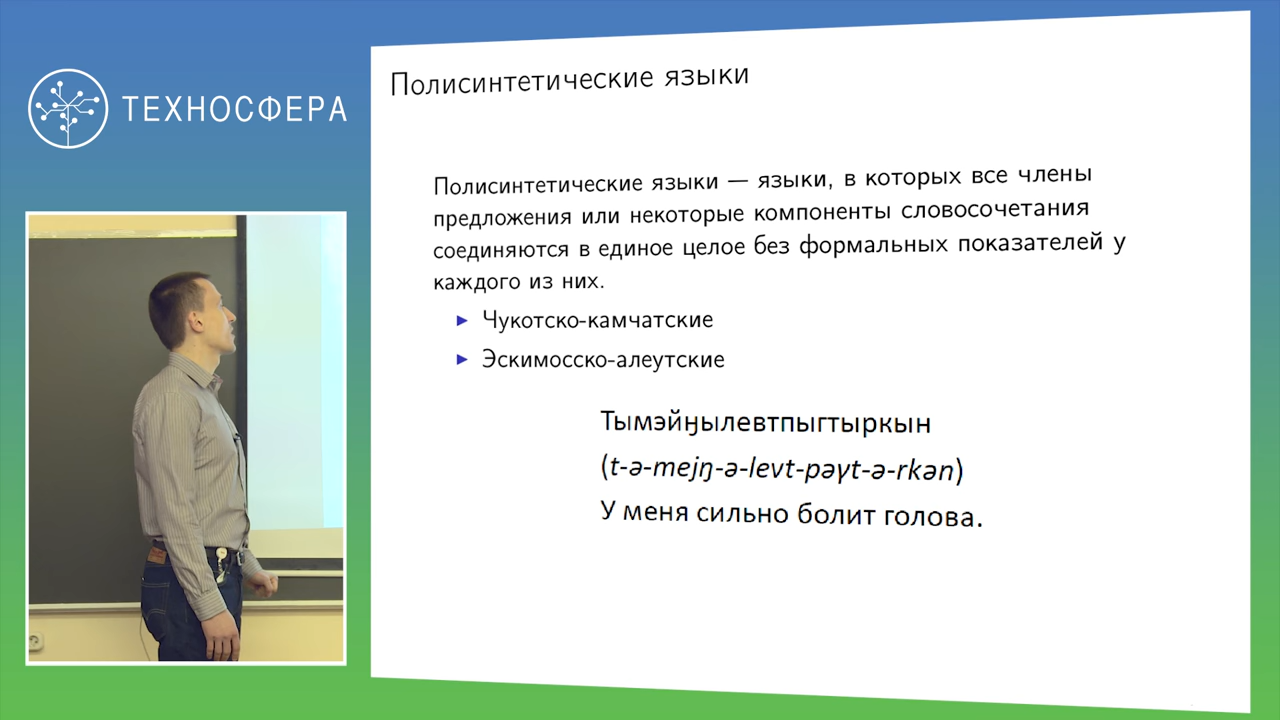 ТЕХНОСФЕРА
Полисинтетические языки
Полисинтетические языки — языки, в которых все члены
предложения или некоторые компоненты словосочетания
соединяются в единое целое без формальных показателей у
каждого из них.
Чукотско-камчатские
Эскимосско-алеутские
Тымэйӈылевтпыгтыркын
(t-ə-mejŋ-ə-levt-pəγt-ə-rkən)
У меня сильно болит голова.